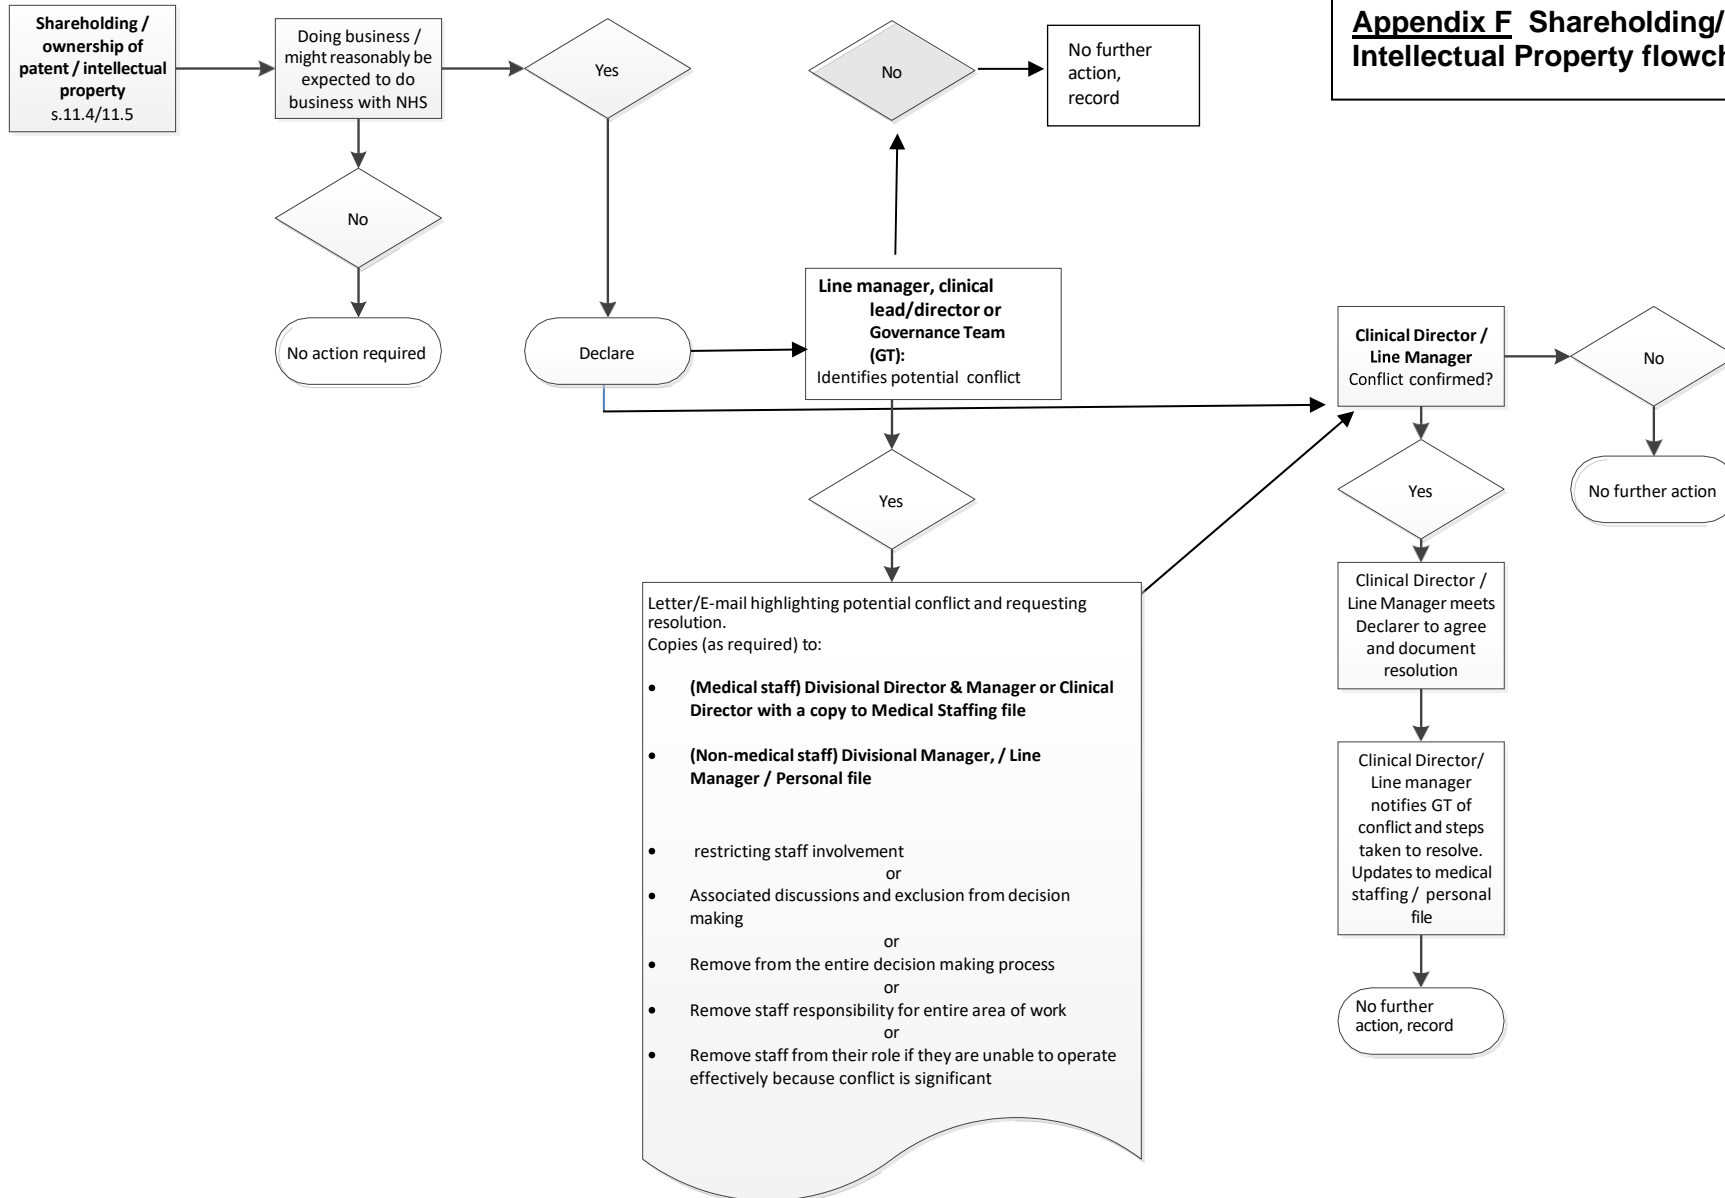 Shareholding /
ownership of
patent / intellectual
property
s.11.4/11.5
Doing business /
might reasonably be
expected to do
business with NHS
Yes
No
No further
action,
record
Appendix F Shareholding/
Intellectual Property
No
No action required
Declare
Line manager, clinical
lead/director or
Governance Team
(GT):
Identifies potential conflict
Clinical Director /
Line Manager
Conflict confirmed?
No
No further action
Yes
Yes
Letter/E-mail highlighting potential conflict and requesting
resolution.
Copies (as required) to:
• (Medical staff) Divisional Director & Manager or Clinical
Director with a copy to Medical Staffing file
• (Non-medical staff) Divisional Manager, / Line
Manager / Personal file
• restricting staff involvement
or
• Associated discussions and exclusion from decision
making
or
• Remove from the entire decision making process
or
• Remove staff responsibility for entire area of work
or
• Remove staff from their role if they are unable to operate
effectively because conflict is significant
Clinical Director /
Line Manager meets
Declarer to agree
and document
resolution
Clinical Director/
Line manager
notifies GT of
conflict and steps
taken to resolve.
Updates to medical
staffing / personal
file
No further
action, record